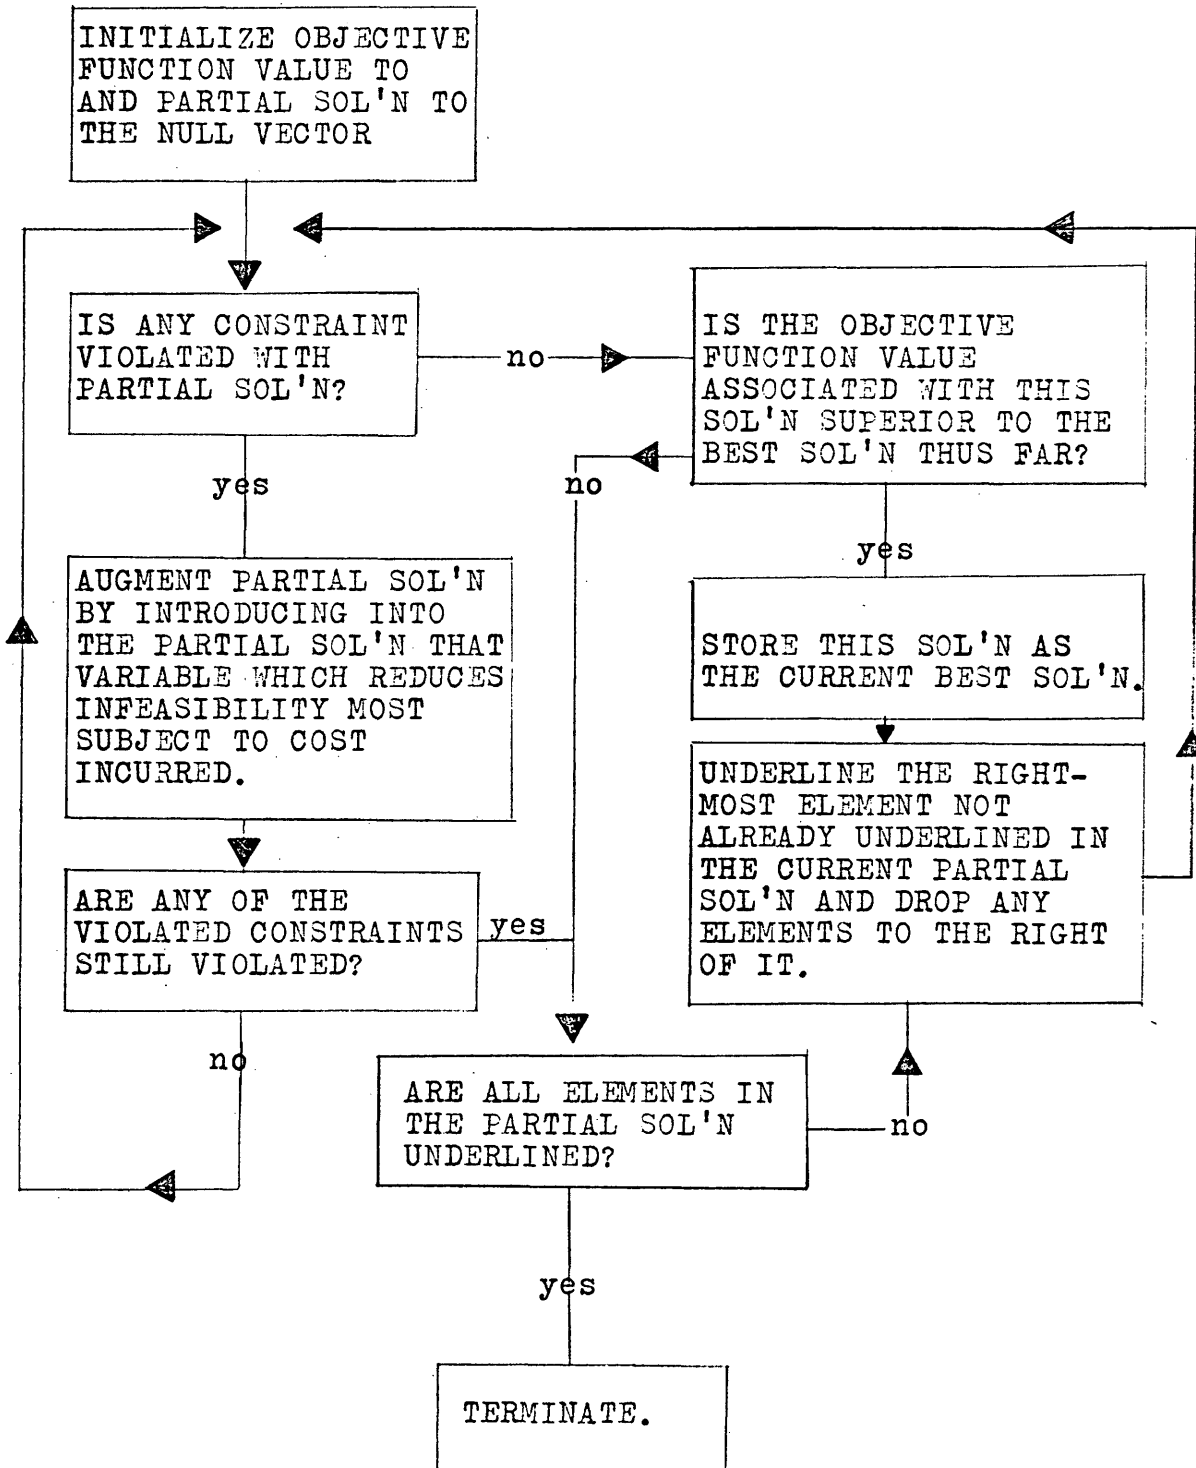 INITIALIZE OBJECTIVE
FUNCTION VALUE TO
AND PARTIAL SOL'N TO
THE NULL VECTOR
IS ANY CONSTRAINT
VIOLATED WITH
PARTIAL SOL'N?
no
IS THE OBJECTIVE
FUNCTION VALUE
ASSOCIATED WITH THIS
SOL'N SUPERIOR TO THE
BEST SOL'N THUS FAR?
yes
no
yes
AUGMENT PARTIAL SOL'N
BY INTRODUCING INTO
THE PARTIAL SOL'N THAT
VARIABLE WHICH REDUCES
INFEASIBILITY MOST
SUBJECT TO COST
INCURRED.
STORE THIS SOL'N AS
THE CURRENT BEST SOL'N.
UNDERLINE THE RIGHT-
MOST ELEMENT NOT
ALREADY UNDERLINED IN
THE CURRENT PARTIAL
SOL'N AND DROP ANY
ELEMENTS TO THE RIGHT
OF IT.
ARE ANY OF THE
VIOLATED CONSTRAINTS
STILL VIOLATED?
yes
no
ARE ALL ELEMENTS IN
THE PARTIAL SOL'N
UNDERLINED?
no
yes
TERMINATE.